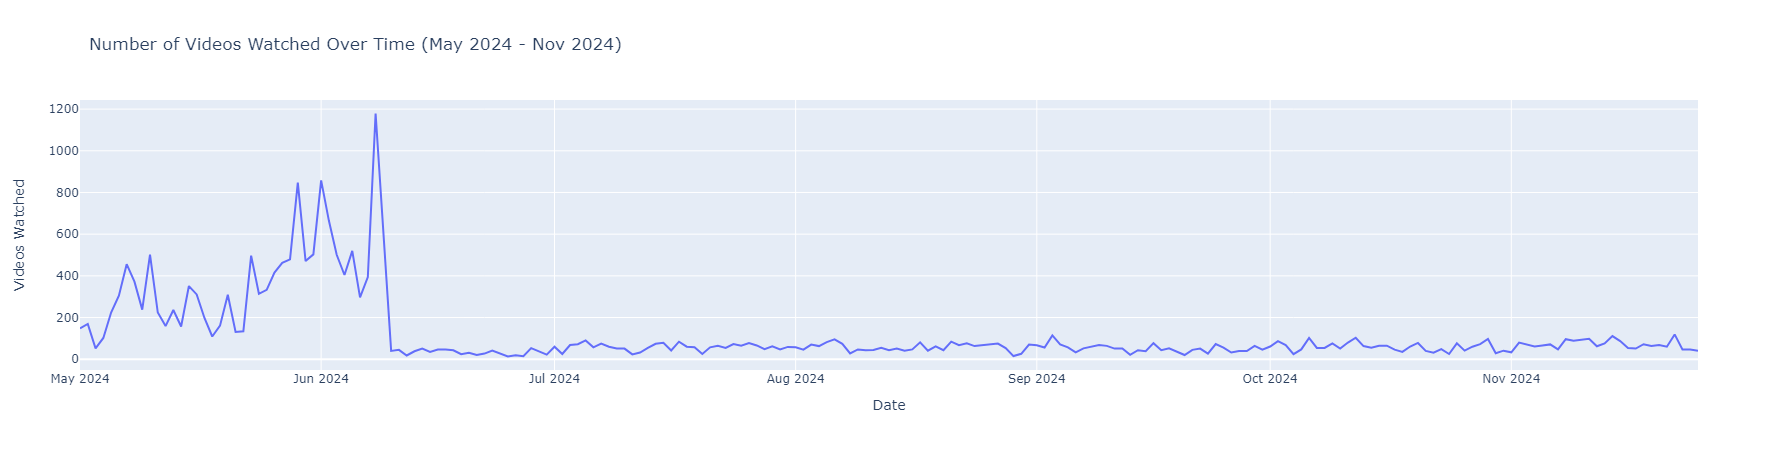 Number of Videos Watched Over Time (May 2024 - Nov 2024)
Videos Watched
1200
1000
800
600
400
200
0
May 2024 Jun 2024 Jul 2024 Aug 2024 Sep 2024 Oct 2024 Nov 2024
Date